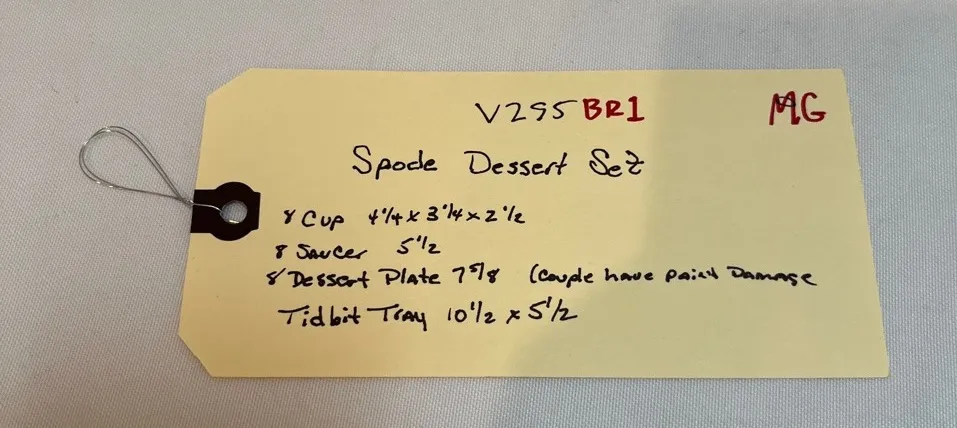 V295 BR1 MG
Spode Dessert Set
8 Cup 4 1/4 x 3 1/4 x 2 1/2
8 Saucer 5 1/2
8 Dessert Plate 7 5/8 (Couple have paint Damage
Tidbit Tray 10 1/2 x 5 1/2